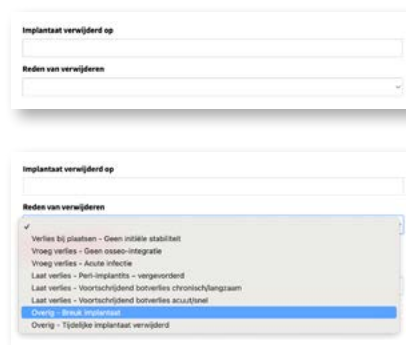 Implantaat verwijderd op
Reden van verwijderen
Implantaat verwijderd op
Reden van verwijderen
Verlies bij plaatsen - Geen initiële stabiliteit
Vroeg verlies - Geen osseo-integratie
Vroeg verlies - Acute infectie
Laat verlies - Peri-implantits - vergevorderd
Laat verlies - Voortschrijdend botverlies chronisch/langzaam
Laat verlies - Voortschrijdend botverlies acuut/snel
Overig - Breuk implantaat
Overig - Tijdelijke implantaat verwijderd